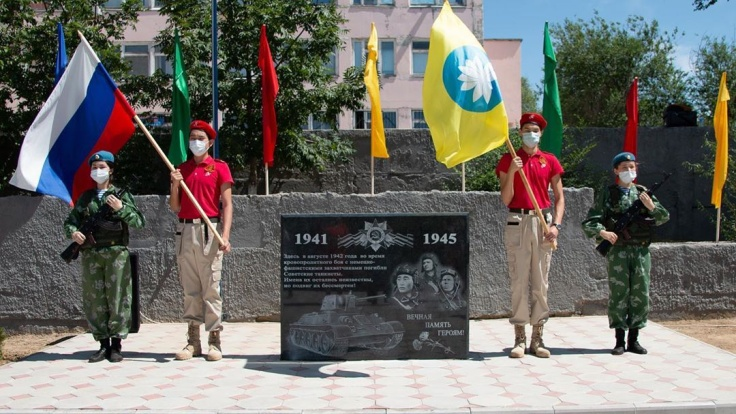 1941 1945
Здесь в августе 1942 года во время
кровопролитного боя с немецко-
фашистскими захватчиками погибли
Советские танкисты.
Имена их остались неизвестны,
но подвиг их бессмертен!
ВЕЧНАЯ
ПАМЯТЬ
ГЕРОЯМ!